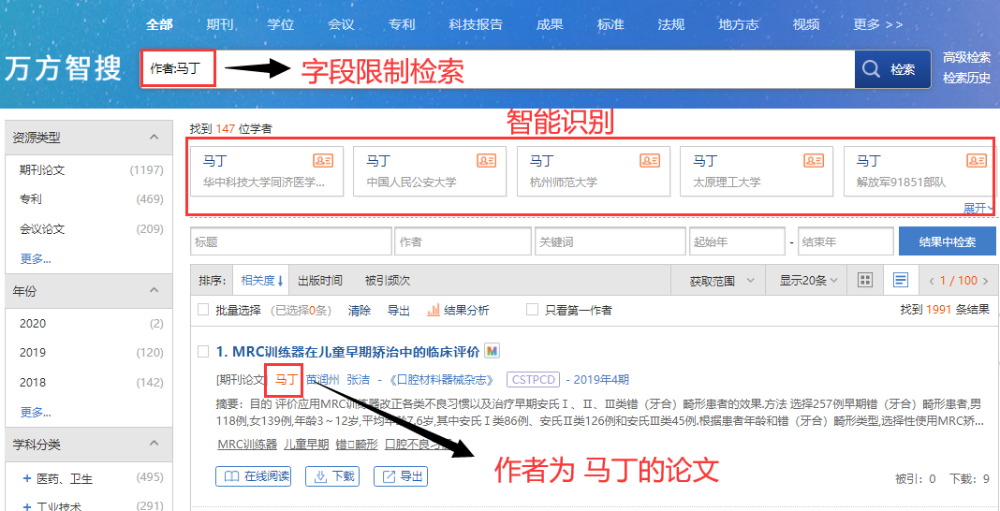 全部 期刊 学位 会议 专利 科技报告 成果 标准 法规 地方志 视频 更多 >>
万方智搜 作者:马丁 字段限制检索 检索 高级检索
检索历史
智能识别
资源类型
期刊论文 (1197)
专利 (469)
会议论文 (209)
更多...
年份
2020 (2)
2019 (120)
2018 (142)
更多...
学科分类
+ 医药、卫生 (495)
+ 工业技术 (291)
找到 147 位学者
马丁 马丁 马丁 马丁 马丁
华中科技大学同济医学... 中国人民公安大学 杭州师范大学 太原理工大学 解放军91851部队
展开
标题 作者 关键词 起始年 - 结束年 结果中检索
排序: 相关度 出版时间 被引频次 获取范围 显示20条 < 1 / 100 >
批量选择 (已选择0条) 清除 导出 结果分析 只看第一作者 找到 1991 条结果
1. MRC训练器在儿童早期矫治中的临床评价 M
[期刊论文] 马丁 苗润州 张洁 - 《口腔材料器械杂志》 CSTPCD - 2019年4期
摘要：目的 评价应用MRC训练器改正各类不良习惯以及治疗早期安氏Ⅰ、Ⅱ、Ⅲ类错（牙合）畸形患者的效果.方法 选择257例早期错（牙合）畸形患者,男
118例,女139例,年龄3～12岁,平均年龄7.6岁,其中安氏Ⅰ类86例、安氏Ⅱ类126例和安氏Ⅲ类45例.根据患者年龄和错（牙合）畸形类型,选择性使用MRC矫...
MRC训练器 儿童早期 错□畸形 口腔不良习
在线阅读 下载 导出 作者为 马丁的论文 被引：0 下载：9